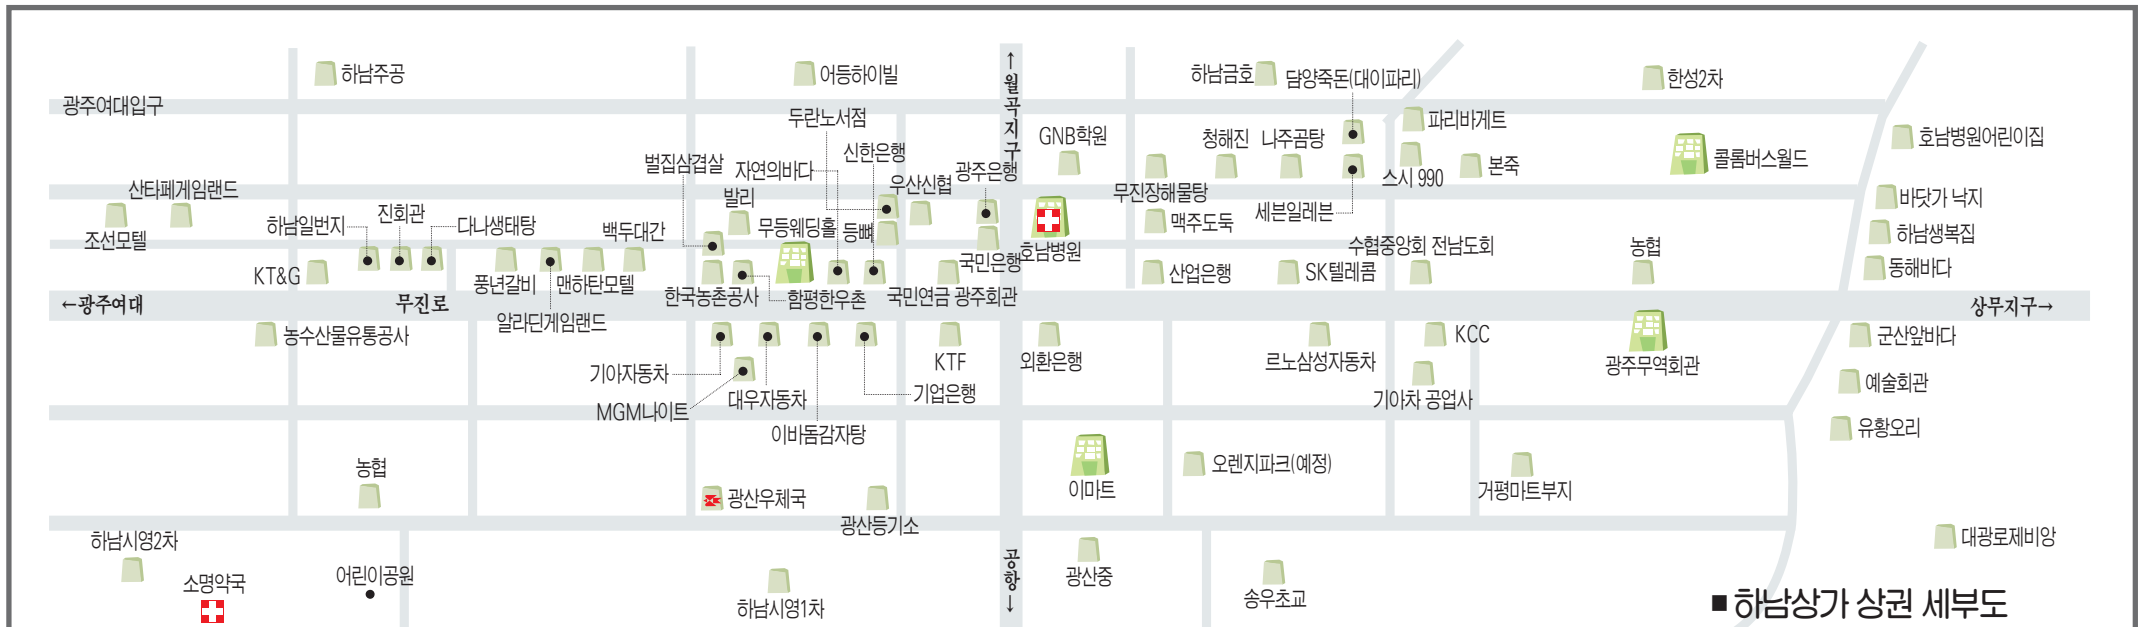 하남주공
어등하이빌
↑월곡지구
하남금호
담양죽돈(대이파리)
한성2차
광주여대입구
두란노서점
파리바게트
GNB학원
청해진
나주곰탕
호남병원어린이집
벌집삼겹살
자연의바다
신한은행
광주은행
콜롬버스월드
본죽
스시 990
산타페게임랜드
발리
우산신협
무진장해물탕
바닷가 낙지
세븐일레븐
하남일번지
진회관
다나생태탕
백두대간
무등웨딩홀
등뼈
맥주도둑
하남생복집
조선모텔
호남병원
수협중앙회 전남도회
농협
국민은행
산업은행
SK텔레콤
동해바다
KT&G
풍년갈비
맨하탄모텔
한국농촌공사
함평한우촌
국민연금 광주회관
←광주여대
무진로
상무지구→
알라딘게임랜드
농수산물유통공사
KCC
군산앞바다
KTF
외환은행
르노삼성자동차
광주무역회관
기아자동차
예술회관
대우자동차
기업은행
기아차 공업사
MGM나이트
이바돔감자탕
유황오리
농협
오렌지파크(예정)
이마트
거평마트부지
광산우체국
광산등기소
하남시영2차
대광로제비앙
공항↓
소명약국
어린이공원
광산중
하남시영1차
송우초교
■ 하남상가 상권 세부도